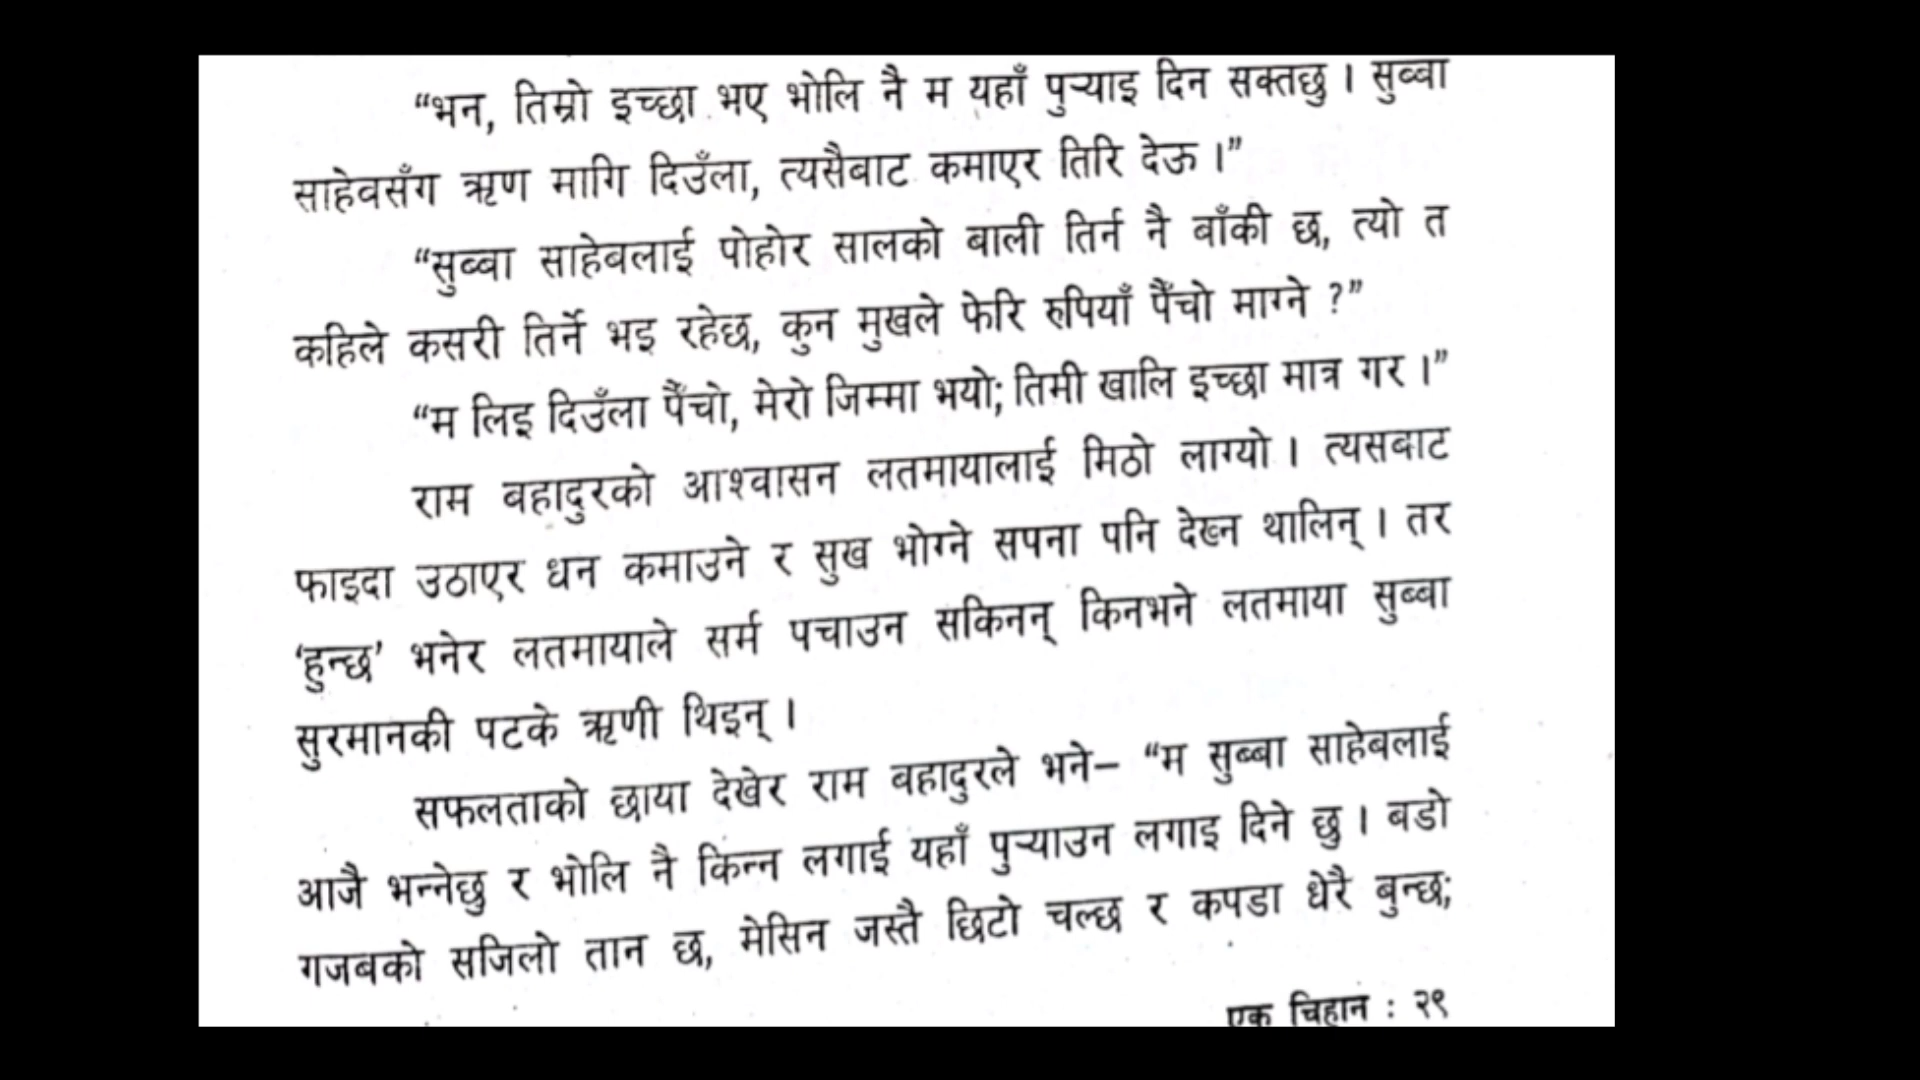 “भन, तिम्रो इच्छा भए भोलि नै म यहाँ पुऱ्याइ दिन सक्तछु । सुब्बा
साहेवसँग ऋण मागि दिउँला, त्यसैबाट कमाएर तिरि देऊ ।”
“सुब्बा साहेबलाई पोहोर सालको बाली तिर्न नै बाँकी छ, त्यो त
कहिले कसरी तिर्ने भइ रहेछ, कुन मुखले फेरि रुपियाँ पैँचो माग्ने ?”
“म लिइ दिउँला पैँचो, मेरो जिम्मा भयो; तिमी खालि इच्छा मात्र गर ।”
राम बहादुरको आश्वासन लतमायालाई मिठो लाग्यो । त्यसबाट
फाइदा उठाएर धन कमाउने र सुख भोग्ने सपना पनि देख्न थालिन् । तर
‘हुन्छ’ भनेर लतमायाले सर्म पचाउन सकिनन् किनभने लतमाया सुब्बा
सुरमानकी पटके ऋणी थिइन् ।
सफलताको छाया देखेर राम बहादुरले भने– “म सुब्बा साहेबलाई
आजै भन्नेछु र भोलि नै किन्न लगाई यहाँ पुऱ्याउन लगाइ दिने छु । बडो
गजबको सजिलो तान छ, मेसिन जस्तै छिटो चल्छ र कपडा धेरै बुन्छ;
एक चिहान : २९